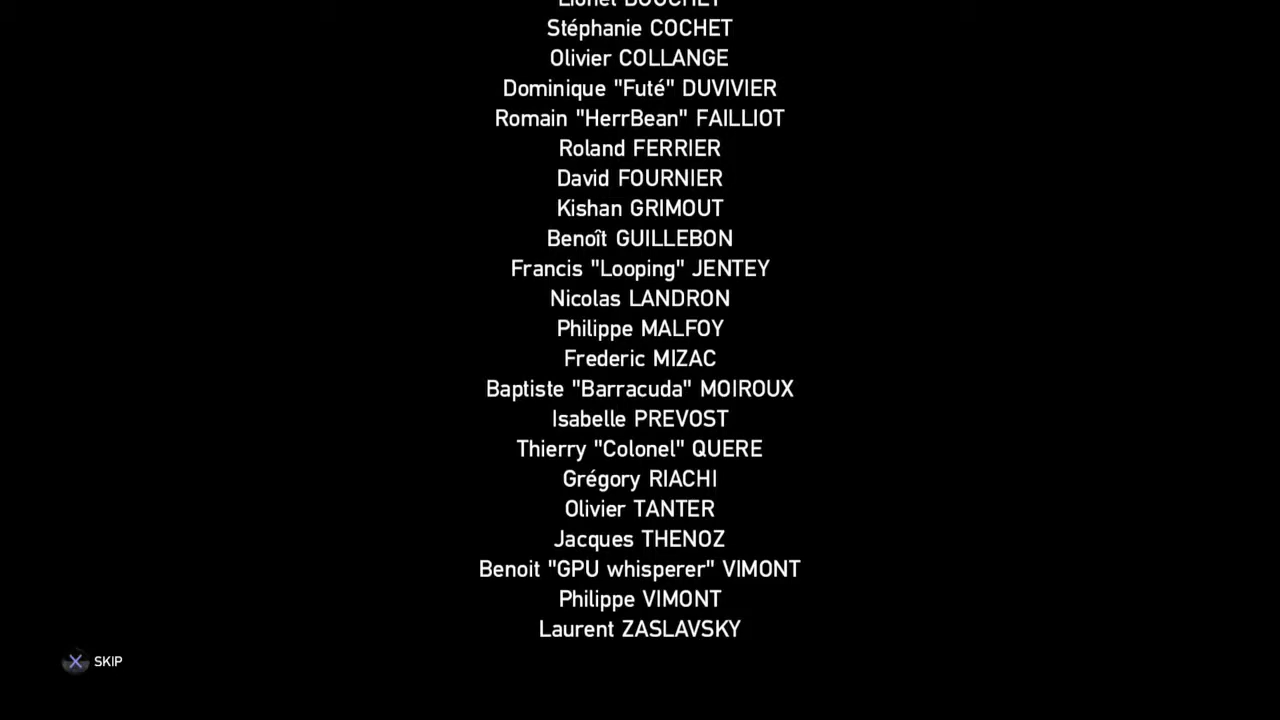 Lionel BOUCHET
Stéphanie COCHET
Olivier COLLANGE
Dominique "Futé" DUVIVIER
Romain "HerrBean" FAILLIOT
Roland FERRIER
David FOURNIER
Kishan GRIMOUT
Benoît GUILLEBON
Francis "Looping" JENTEY
Nicolas LANDRON
Philippe MALFOY
Frederic MIZAC
Baptiste "Barracuda" MOIROUX
Isabelle PREVOST
Thierry "Colonel" QUERE
Grégory RIACHI
Olivier TANTER
Jacques THENOZ
Benoit "GPU whisperer" VIMONT
Philippe VIMONT
Laurent ZASLAVSKY
SKIP